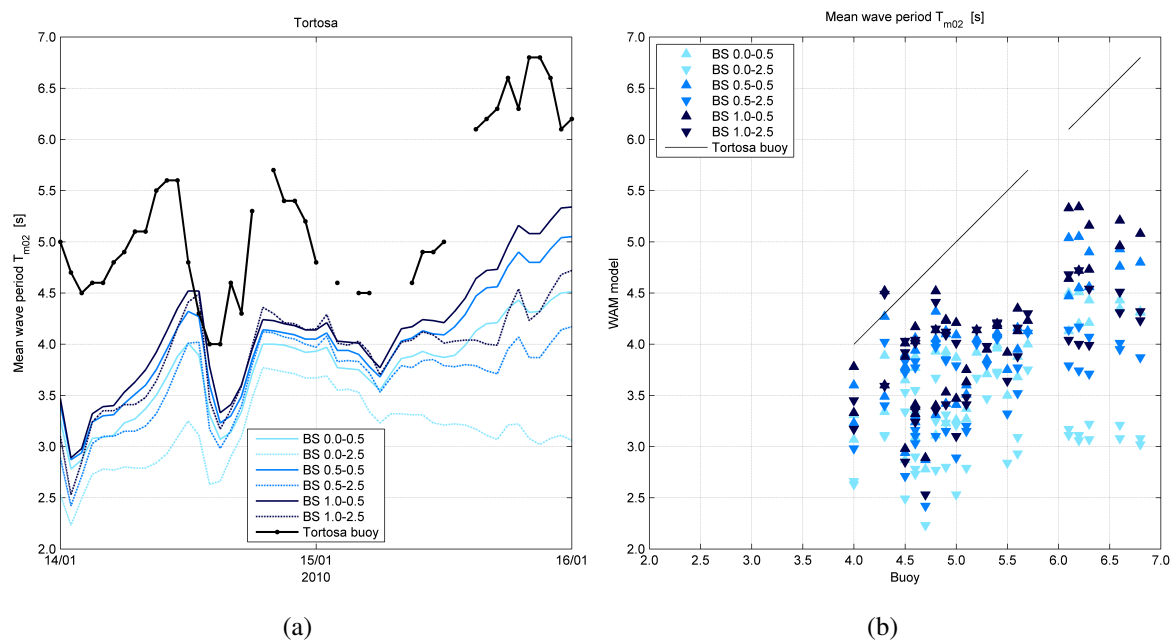 Tortosa
Mean wave period T_m02 [s]
7.0
6.5
6.0
5.5
5.0
4.5
4.0
3.5
3.0
2.5
2.0
14/01
15/01
16/01
2010
BS 0.0-0.5
BS 0.0-2.5
BS 0.5-0.5
BS 0.5-2.5
BS 1.0-0.5
BS 1.0-2.5
Tortosa buoy
(a)
Mean wave period T_m02 [s]
WAM model
7.0
6.5
6.0
5.5
5.0
4.5
4.0
3.5
3.0
2.5
2.0
BS 0.0-0.5
BS 0.0-2.5
BS 0.5-0.5
BS 0.5-2.5
BS 1.0-0.5
BS 1.0-2.5
Tortosa buoy
2.0 2.5 3.0 3.5 4.0 4.5 5.0 5.5 6.0 6.5 7.0
Buoy
(b)